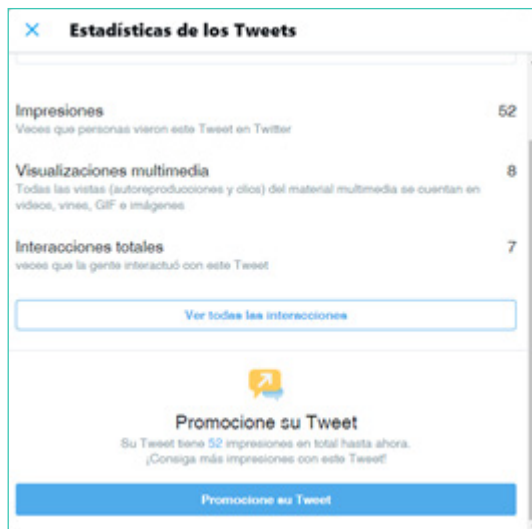 × Estadísticas de los Tweets
Impresiones 52
Veces que personas vieron este Tweet en Twitter
Visualizaciones multimedia 8
Todas las vistas (autoreproducciones y clics) del material multimedia se cuentan en
videos, vines, GIF e imágenes
Interacciones totales 7
veces que la gente interactuó con este Tweet
Ver todas las interacciones
Promocione su Tweet
Su Tweet tiene 52 impresiones en total hasta ahora.
¡Consiga más impresiones con este Tweet!
Promocione su Tweet